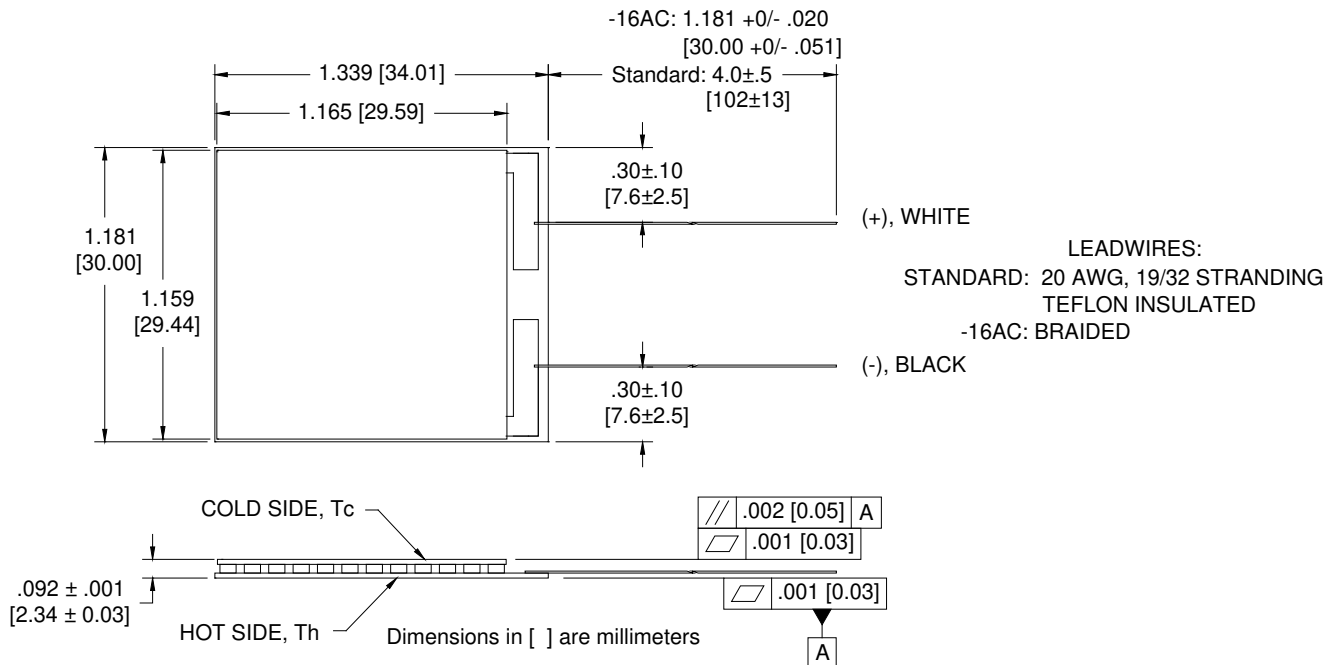 -16AC: 1.181 +0/- .020
[30.00 +0/- .051]
1.339 [34.01]
Standard: 4.0±.5
[102±13]
1.165 [29.59]
.30±.10
[7.6±2.5]
(+), WHITE
1.181
[30.00]
LEADWIRES:
STANDARD: 20 AWG, 19/32 STRANDING
TEFLON INSULATED
-16AC: BRAIDED
1.159
[29.44]
(-), BLACK
.30±.10
[7.6±2.5]
COLD SIDE, Tc
// .002 [0.05] A
.001 [0.03]
.092 ± .001
[2.34 ± 0.03]
.001 [0.03]
HOT SIDE, Th
Dimensions in [ ] are millimeters
A